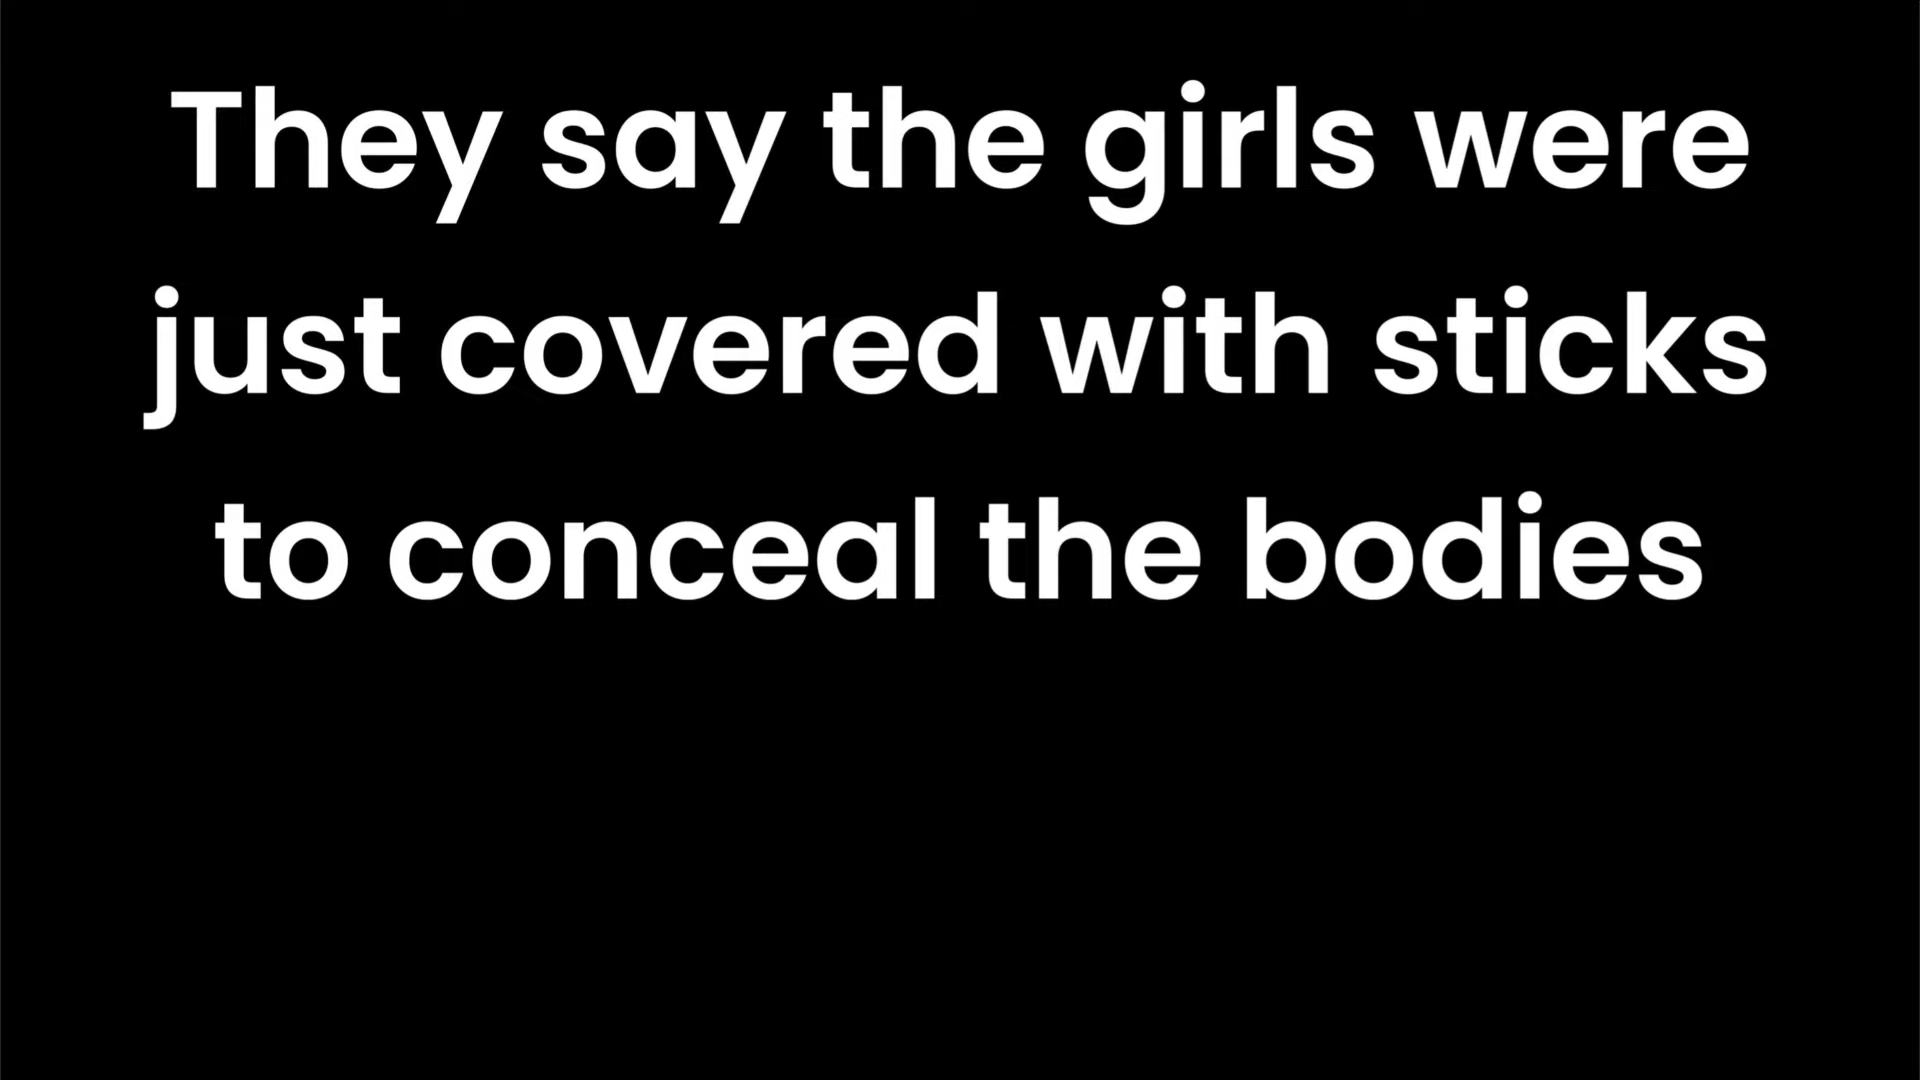 They say the girls were
just covered with sticks
to conceal the bodies